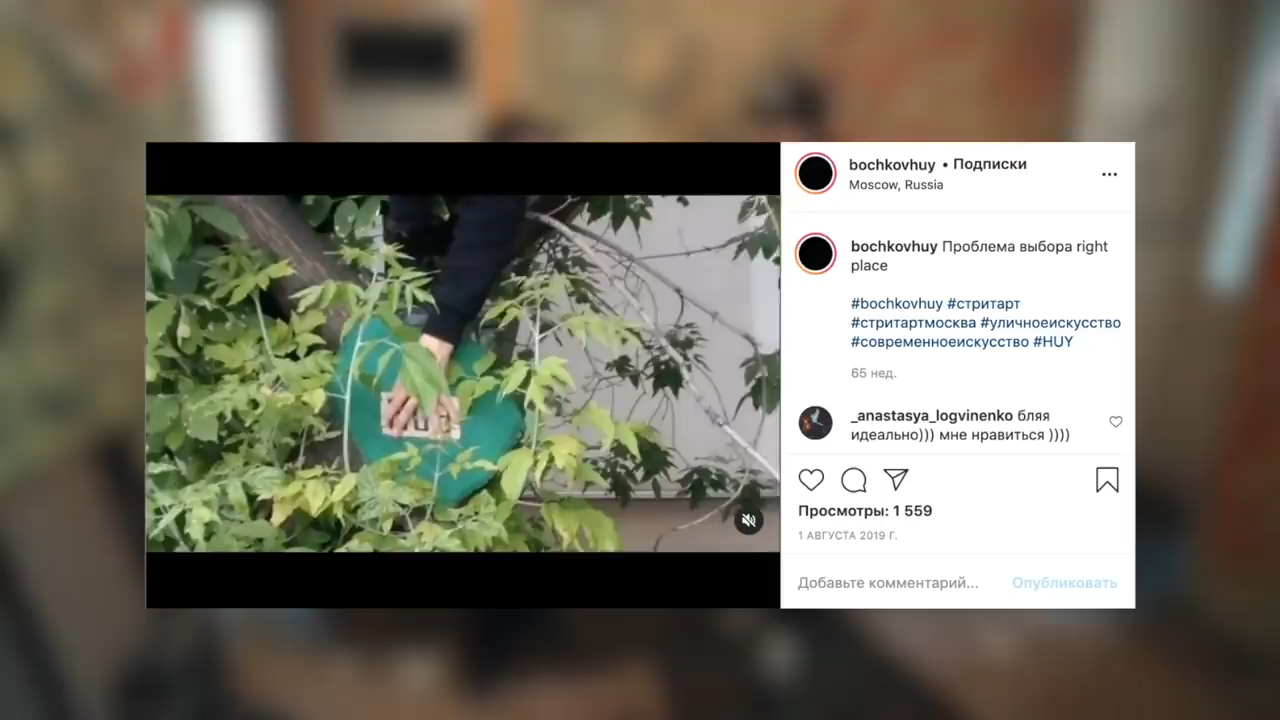 bochkovhuy • Подписки
Moscow, Russia
bochkovhuy Проблема выбора right
place
#bochkovhuy #стритарт
#стритартмосква #уличноеискусство
#современноеискусство #HUY
65 нед.
_anastasya_logvinenko бляя
идеально))) мне нравиться ))))
Просмотры: 1 559
1 АВГУСТА 2019 Г.
Добавьте комментарий...
Опубликовать